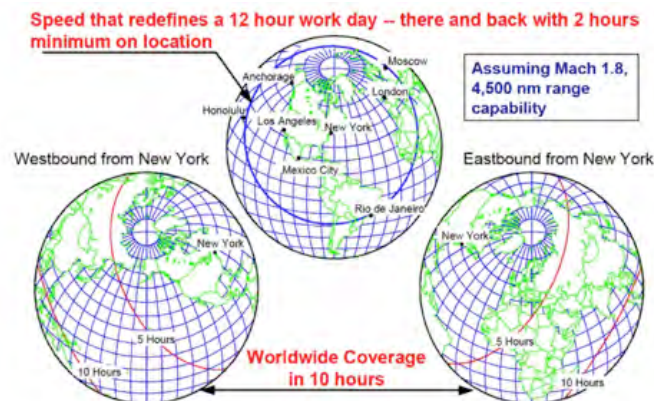 Speed that redefines a 12 hour work day -- there and back with 2 hours
minimum on location
Assuming Mach 1.8,
4,500 nm range
capability
Moscow
Anchorage
London
Honolulu
Los Angeles
New York
Mexico City
Rio de Janeiro
Westbound from New York
New York
5 Hours
10 Hours
Eastbound from New York
New York
5 Hours
10 Hours
Worldwide Coverage
in 10 hours